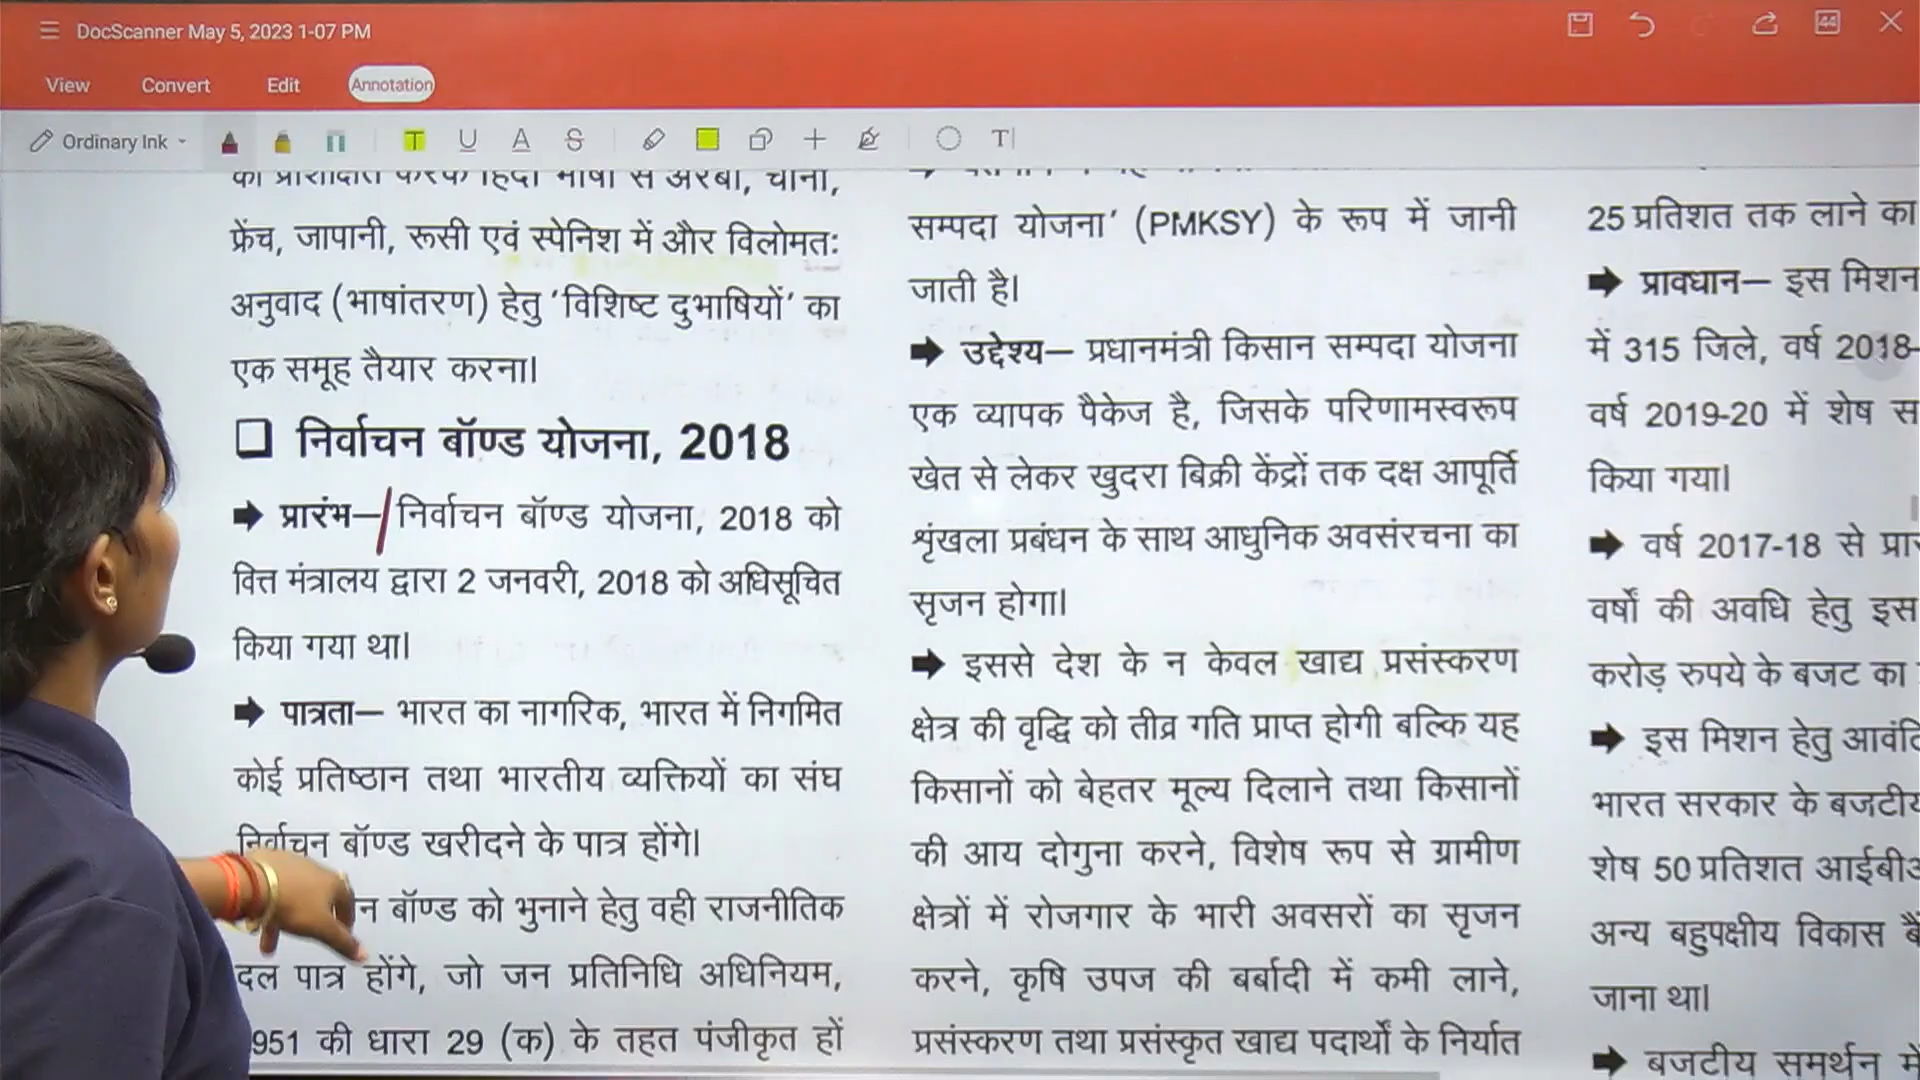 DocScanner May 5, 2023 1-07 PM
View Convert Edit Annotation
Ordinary Ink
फ्रेंच, जापानी, रूसी एवं स्पेनिश में और विलोमतः
अनुवाद (भाषांतरण) हेतु 'विशिष्ट दुभाषियों' का
एक समूह तैयार करना।
निर्वाचन बॉण्ड योजना, 2018
➡ प्रारंभ– निर्वाचन बॉण्ड योजना, 2018 को
वित्त मंत्रालय द्वारा 2 जनवरी, 2018 को अधिसूचित
किया गया था।
➡ पात्रता– भारत का नागरिक, भारत में निगमित
कोई प्रतिष्ठान तथा भारतीय व्यक्तियों का संघ
निर्वाचन बॉण्ड खरीदने के पात्र होंगे।
न बॉण्ड को भुनाने हेतु वही राजनीतिक
दल पात्र होंगे, जो जन प्रतिनिधि अधिनियम,
951 की धारा 29 (क) के तहत पंजीकृत हों
सम्पदा योजना' (PMKSY) के रूप में जानी
जाती है।
➡ उद्देश्य– प्रधानमंत्री किसान सम्पदा योजना
एक व्यापक पैकेज है, जिसके परिणामस्वरूप
खेत से लेकर खुदरा बिक्री केंद्रों तक दक्ष आपूर्ति
शृंखला प्रबंधन के साथ आधुनिक अवसंरचना का
सृजन होगा।
➡ इससे देश के न केवल खाद्य प्रसंस्करण
क्षेत्र की वृद्धि को तीव्र गति प्राप्त होगी बल्कि यह
किसानों को बेहतर मूल्य दिलाने तथा किसानों
की आय दोगुना करने, विशेष रूप से ग्रामीण
क्षेत्रों में रोजगार के भारी अवसरों का सृजन
करने, कृषि उपज की बर्बादी में कमी लाने,
प्रसंस्करण तथा प्रसंस्कृत खाद्य पदार्थों के निर्यात
25 प्रतिशत तक लाने का
➡ प्रावधान– इस मिशन
में 315 जिले, वर्ष 2018-
वर्ष 2019-20 में शेष स
किया गया।
➡ वर्ष 2017-18 से प्रार
वर्षों की अवधि हेतु इस
करोड़ रुपये के बजट का
➡ इस मिशन हेतु आवंटि
भारत सरकार के बजटीय
शेष 50 प्रतिशत आईबीअ
अन्य बहुपक्षीय विकास बैं
जाना था।
➡ बजटीय समर्थन में